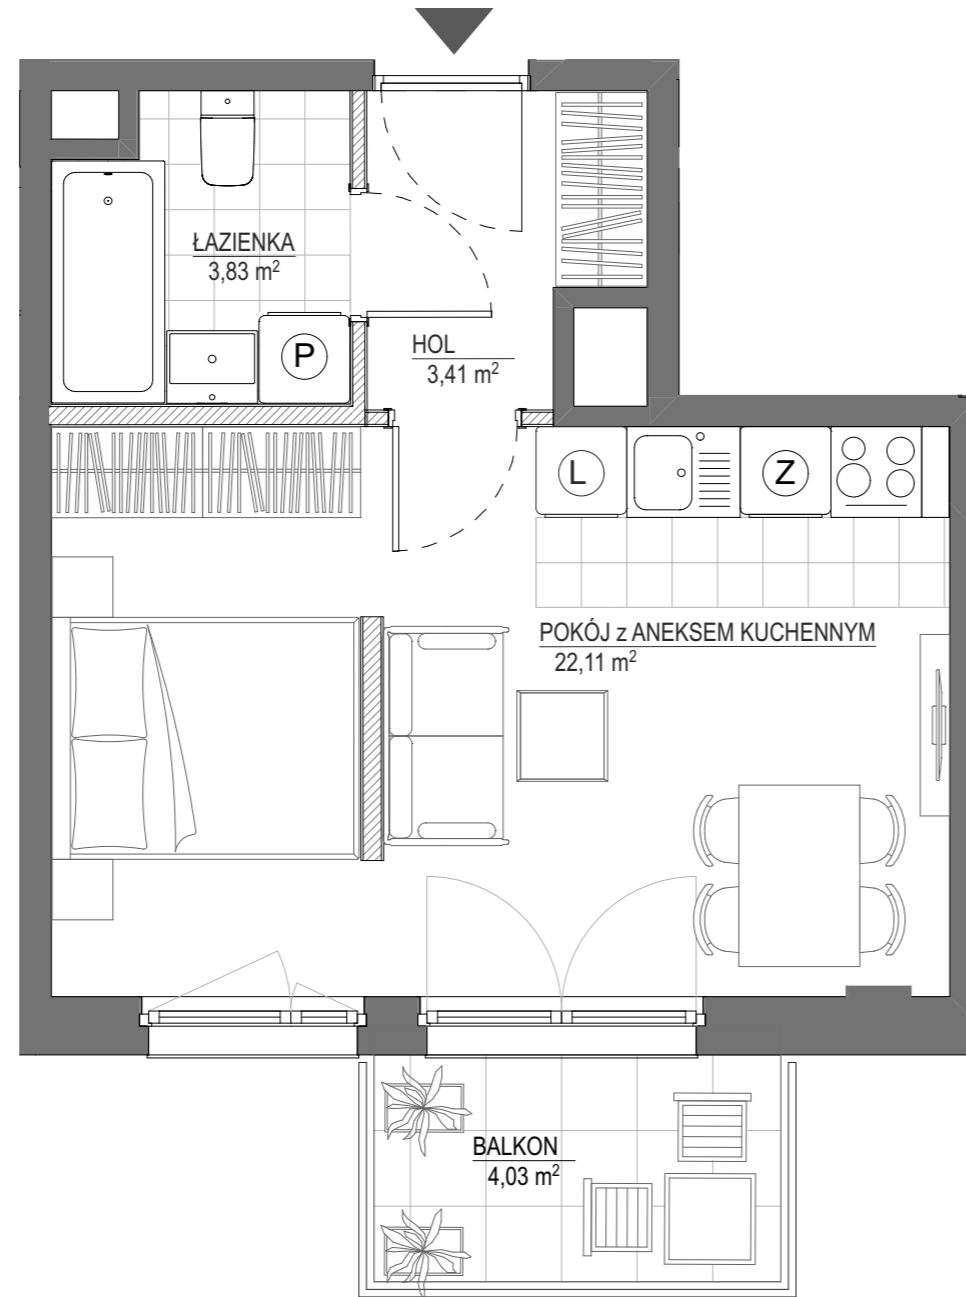 ŁAZIENKA
3,83 m²
P
HOL
3,41 m²
L
Z
POKÓJ z ANEKSEM KUCHENNYM
22,11 m²
BALKON
4,03 m²